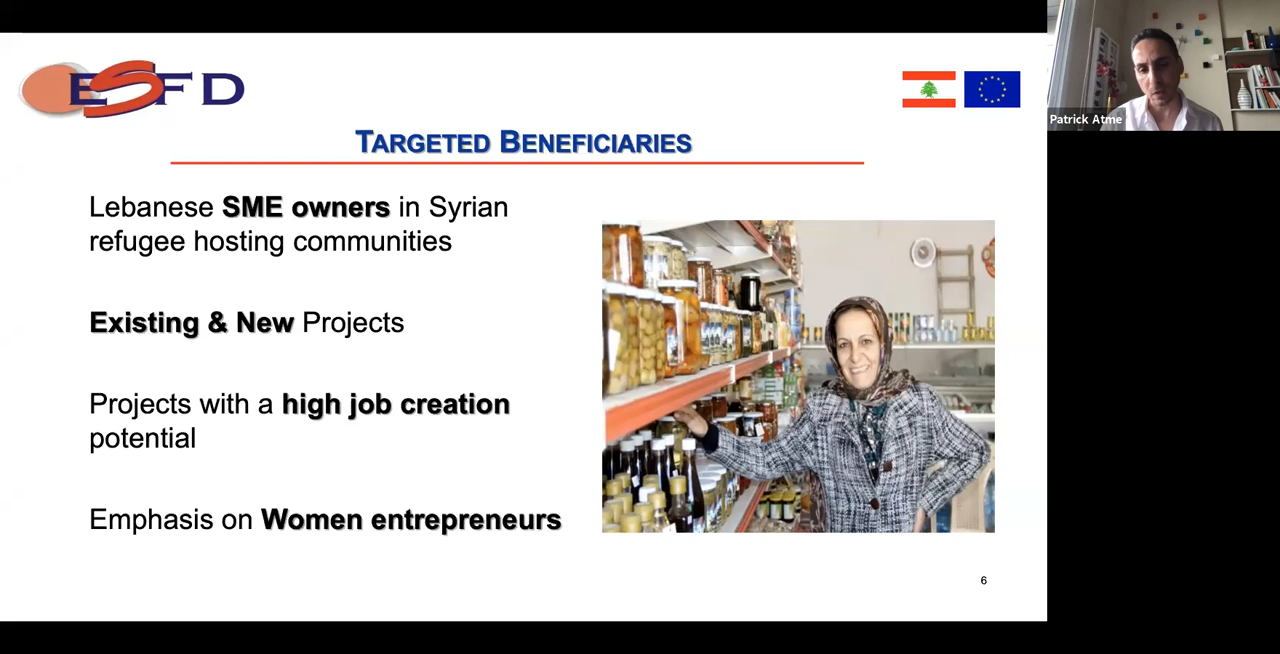 ESFD
TARGETED BENEFICIARIES
Lebanese SME owners in Syrian
refugee hosting communities
Existing & New Projects
Projects with a high job creation
potential
Emphasis on Women entrepreneurs
6
Patrick Atme